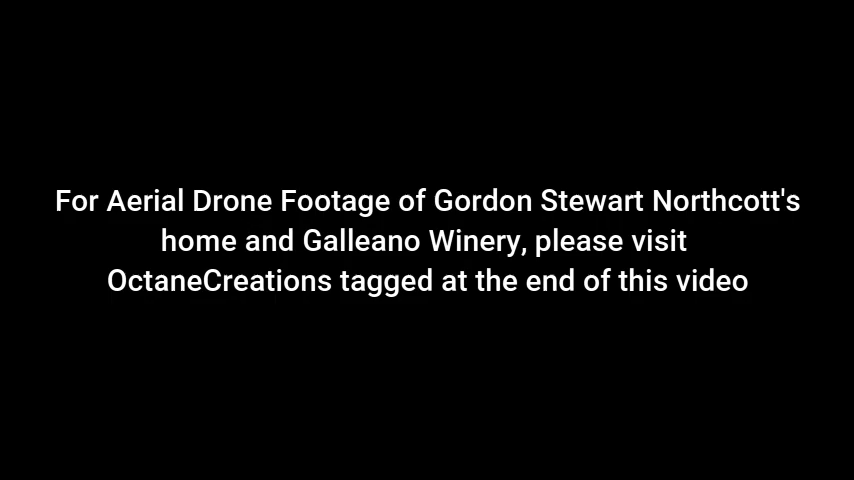 For Aerial Drone Footage of Gordon Stewart Northcott's
home and Galleano Winery, please visit
OctaneCreations tagged at the end of this video